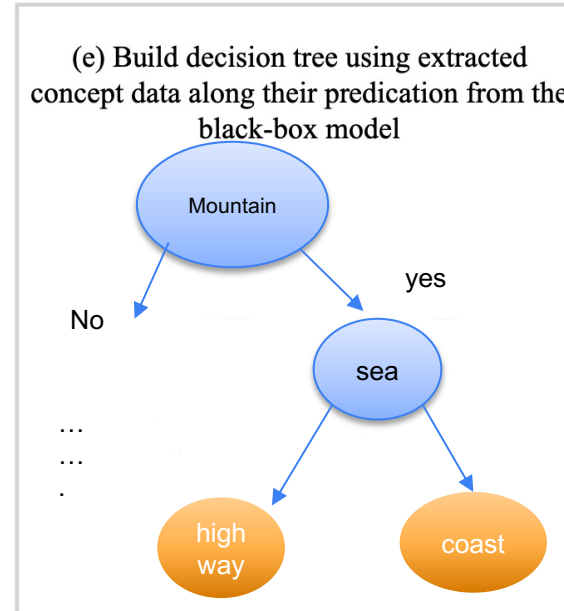 (e) Build decision tree using extracted
concept data along their predication from the
black-box model
Mountain
yes
No
sea
...
...
.
high
way
coast